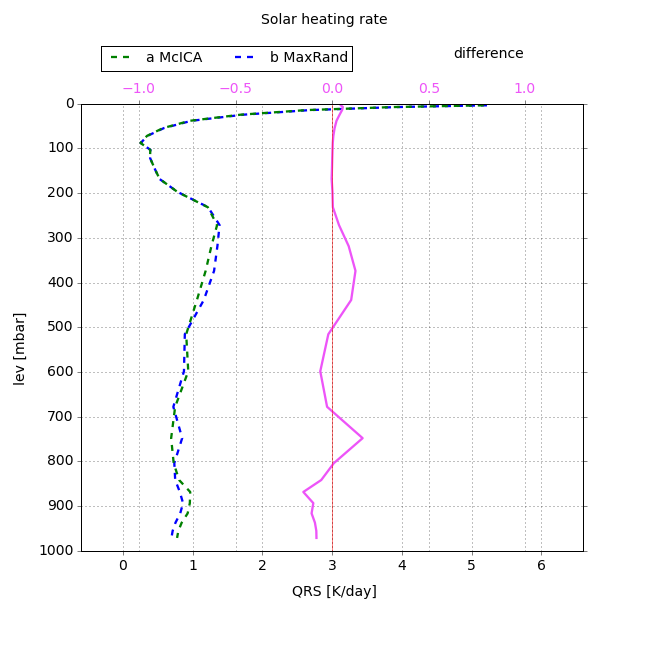 Solar heating rate
a McICA b MaxRand difference
−1.0 −0.5 0.0 0.5 1.0
0
100
200
300
400
500
600
700
800
900
1000
lev [mbar]
0 1 2 3 4 5 6
QRS [K/day]